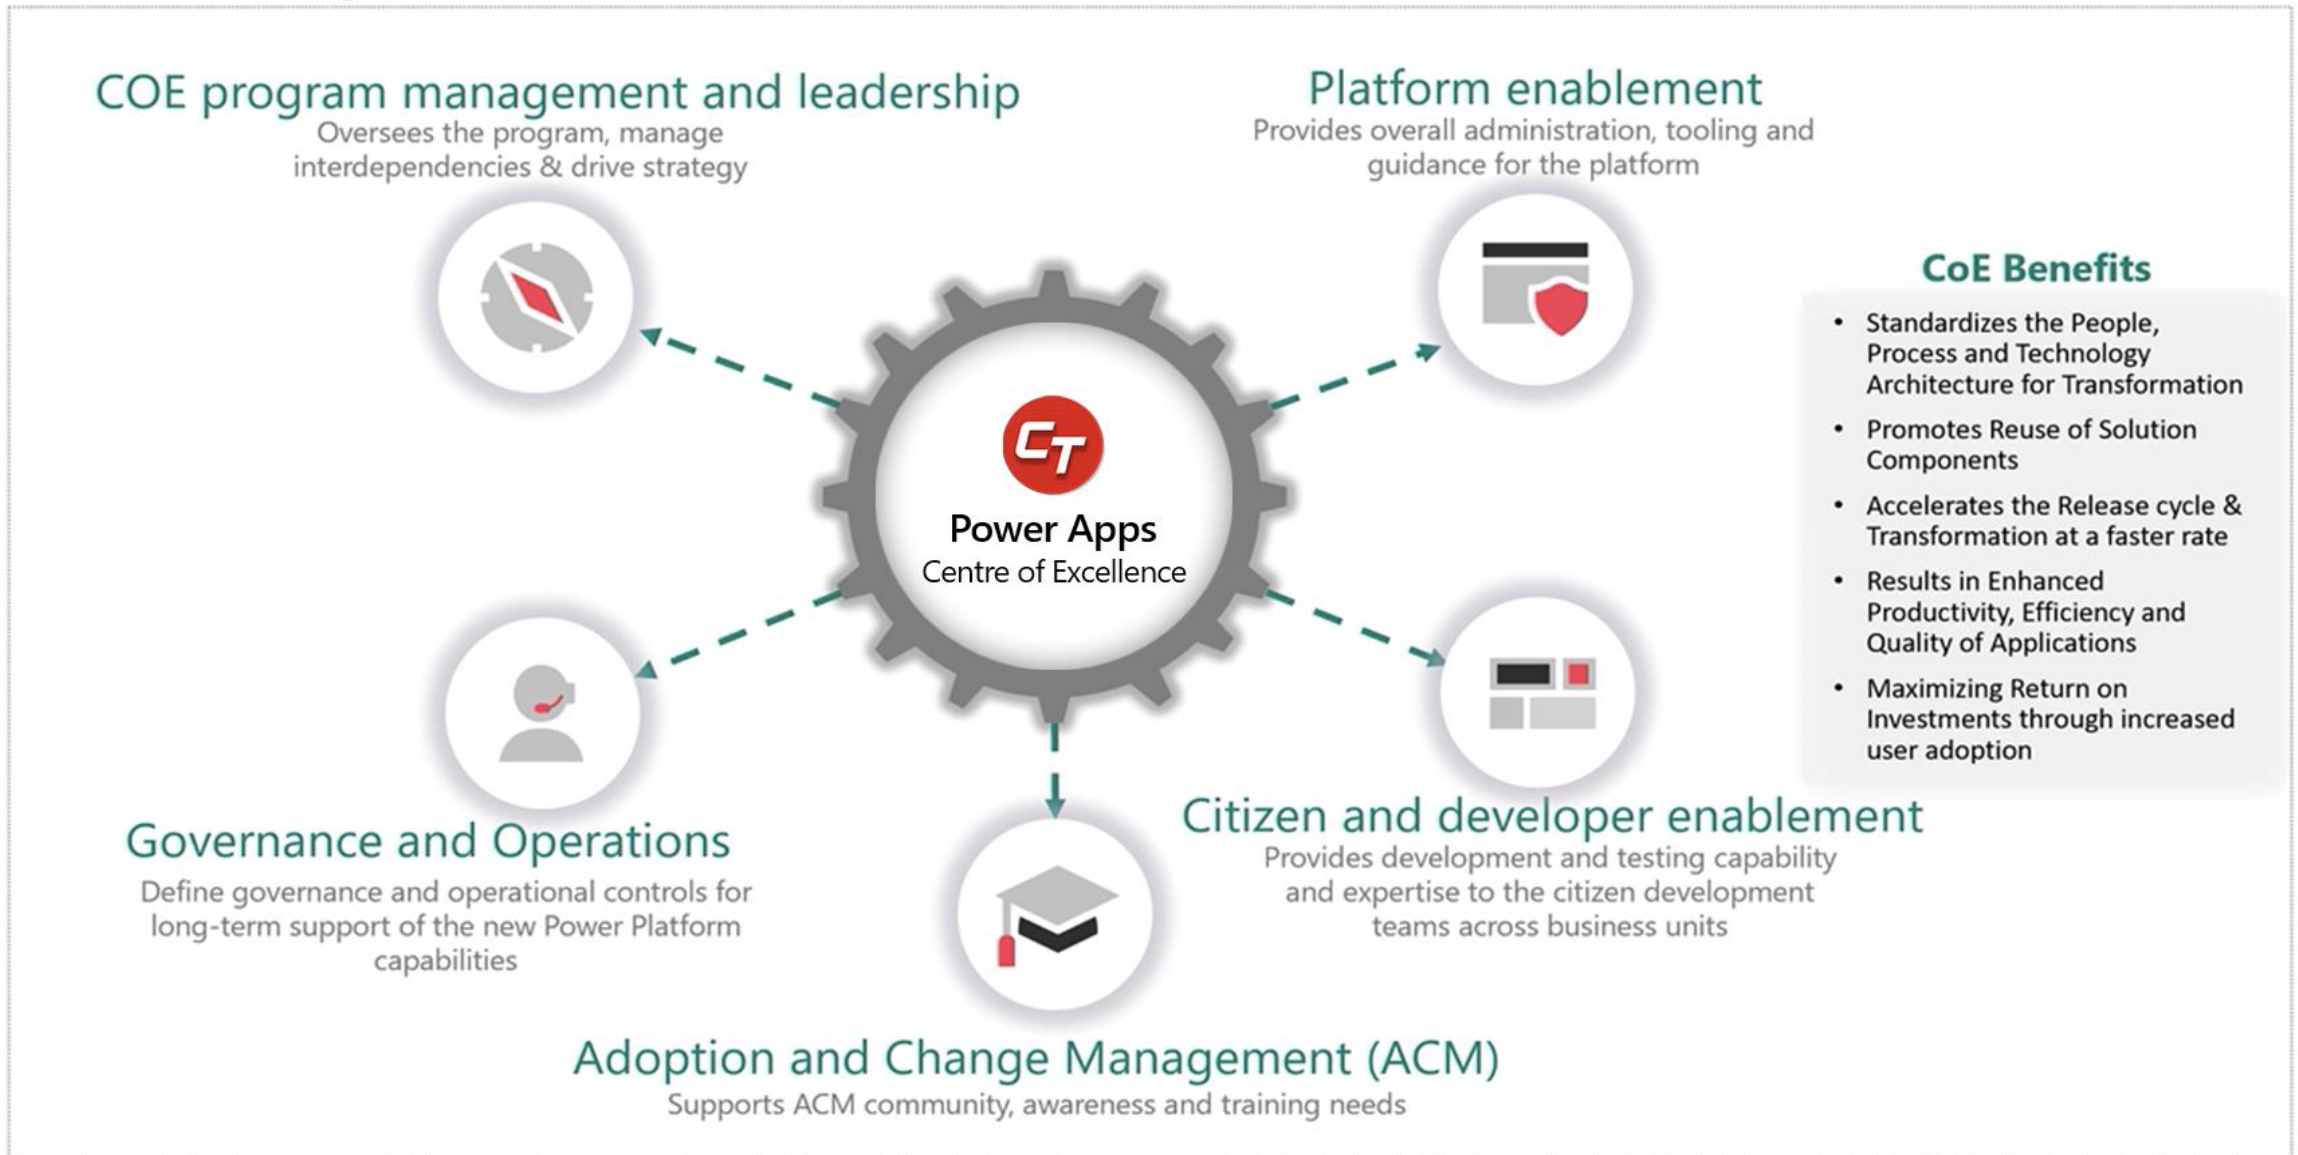 COE program management and leadership
Oversees the program, manage
interdependencies & drive strategy
Platform enablement
Provides overall administration, tooling and
guidance for the platform
CT
Power Apps
Centre of Excellence
CoE Benefits
• Standardizes the People,
Process and Technology
Architecture for Transformation
• Promotes Reuse of Solution
Components
• Accelerates the Release cycle &
Transformation at a faster rate
• Results in Enhanced
Productivity, Efficiency and
Quality of Applications
• Maximizing Return on
Investments through increased
user adoption
Governance and Operations
Define governance and operational controls for
long-term support of the new Power Platform
capabilities
Citizen and developer enablement
Provides development and testing capability
and expertise to the citizen development
teams across business units
Adoption and Change Management (ACM)
Supports ACM community, awareness and training needs